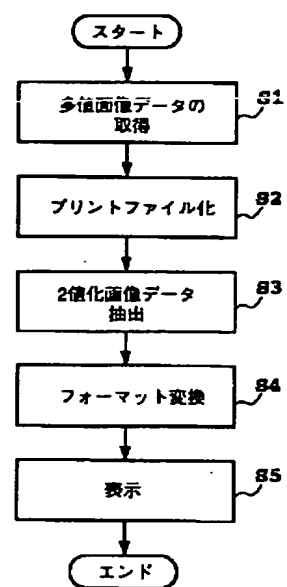 スタート
多値画像データの
取得
S1
プリントファイル化
S2
2値化画像データ
抽出
S3
フォーマット変換
S4
表示
S5
エンド